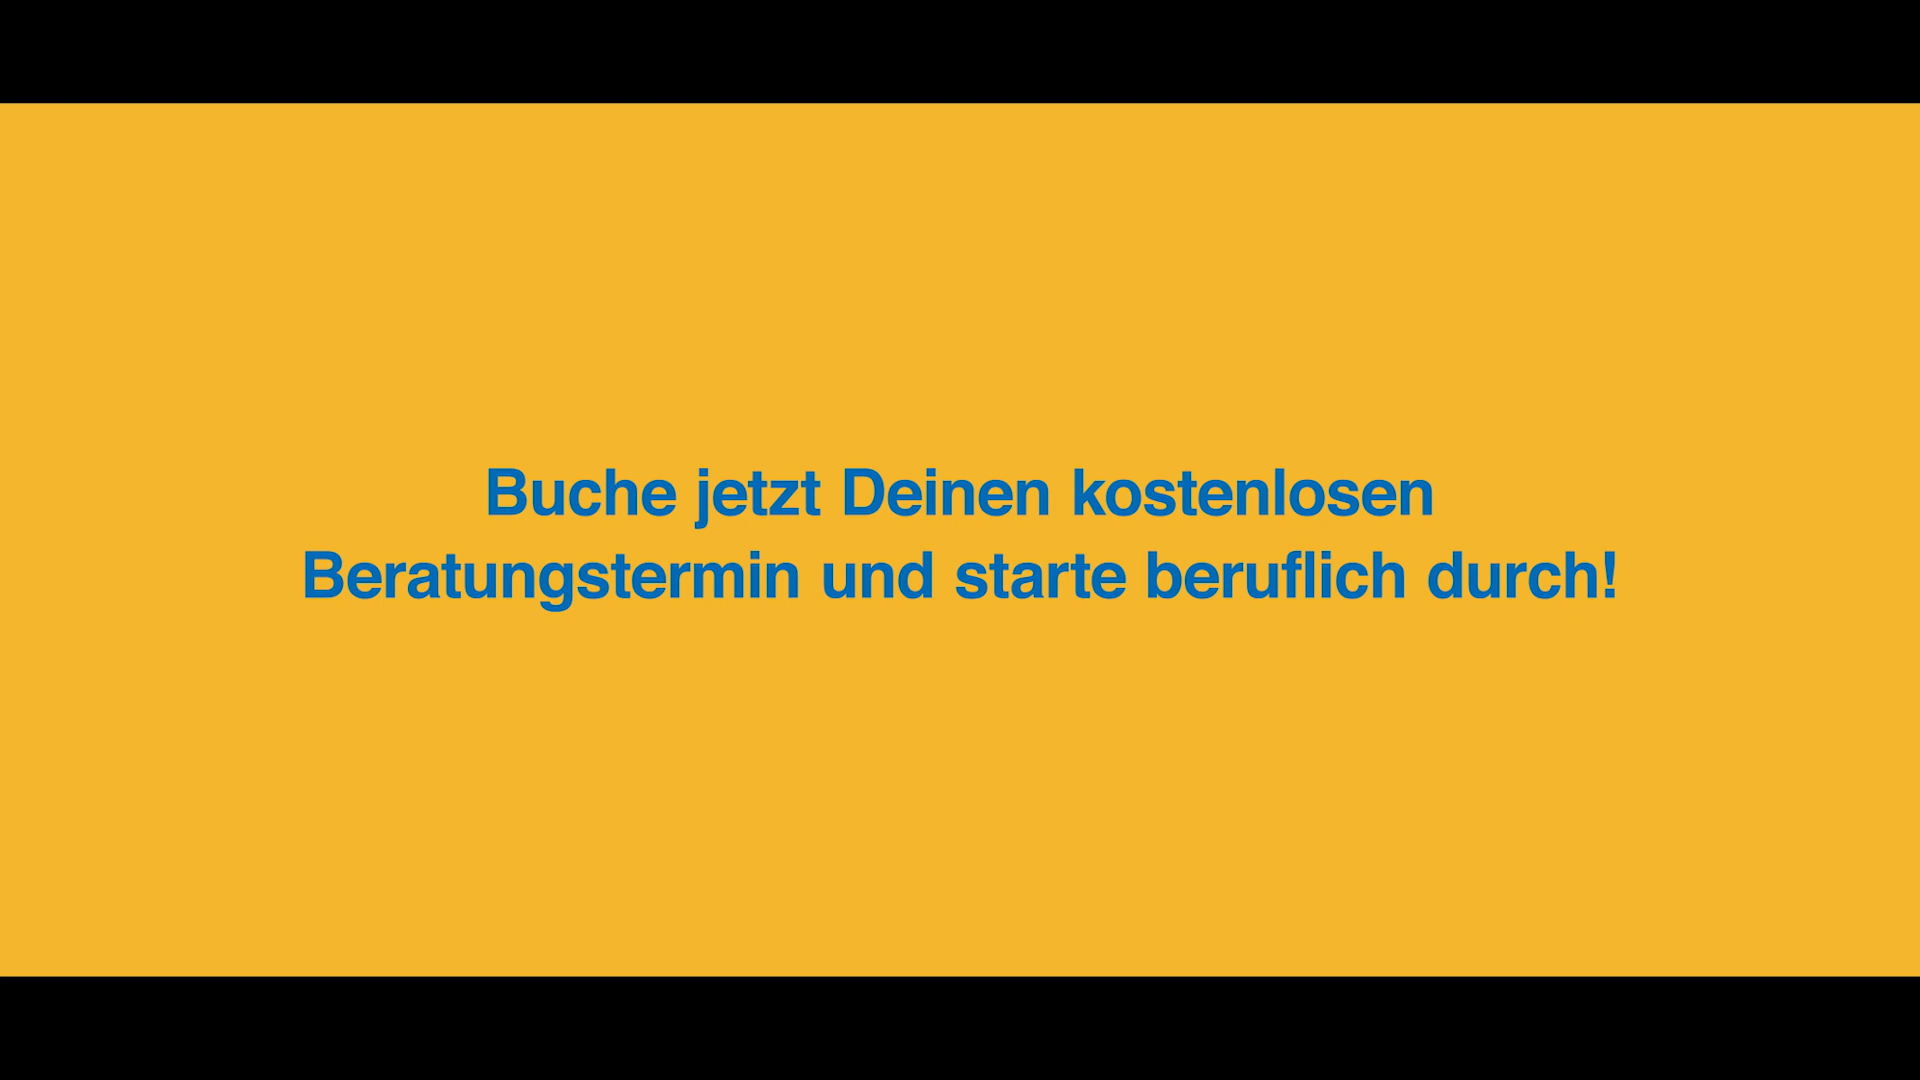 Buche jetzt Deinen kostenlosen
Beratungstermin und starte beruflich durch!